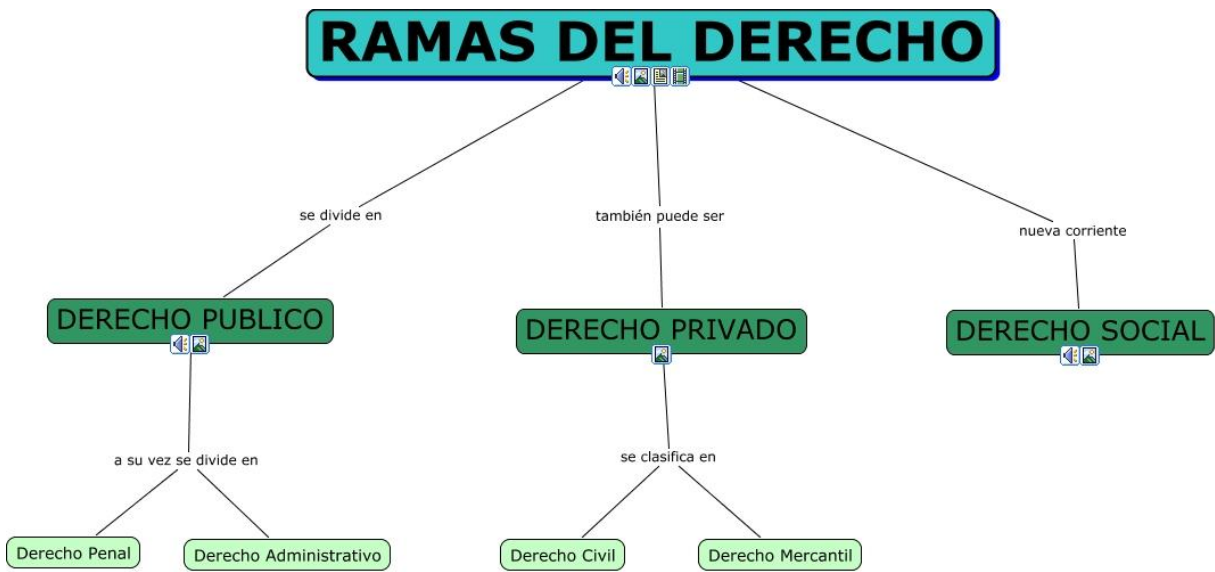 RAMAS DEL DERECHO
se divide en
también puede ser
nueva corriente
DERECHO PUBLICO
DERECHO PRIVADO
DERECHO SOCIAL
a su vez se divide en
se clasifica en
Derecho Penal
Derecho Administrativo
Derecho Civil
Derecho Mercantil